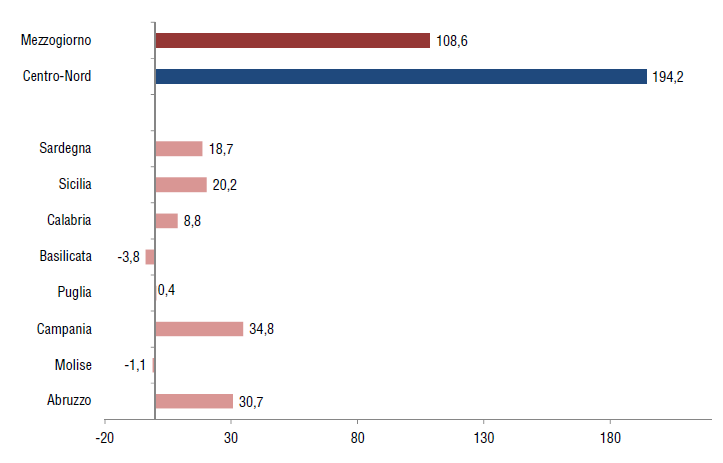 Mezzogiorno 108,6
Centro-Nord 194,2
Sardegna 18,7
Sicilia 20,2
Calabria 8,8
Basilicata -3,8
Puglia 0,4
Campania 34,8
Molise -1,1
Abruzzo 30,7
-20 30 80 130 180